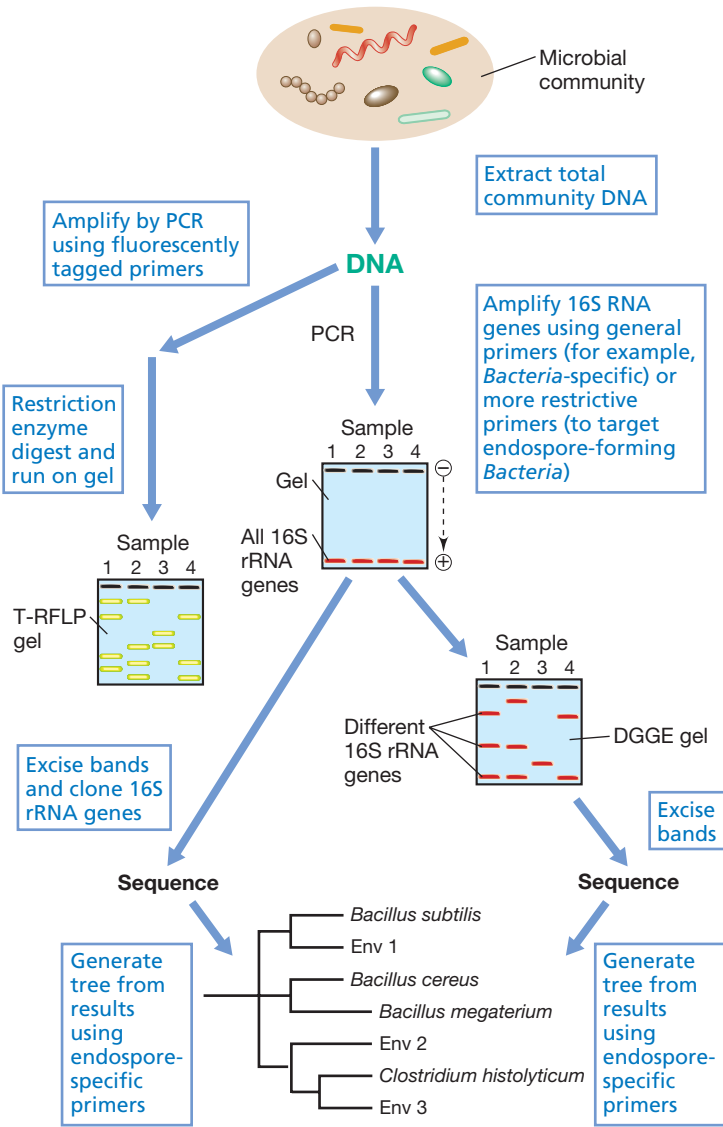 Microbial
community
Extract total
community DNA
Amplify by PCR
using fluorescently
tagged primers
DNA
PCR
Amplify 16S RNA
genes using general
primers (for example,
Bacteria-specific) or
more restrictive
primers (to target
endospore-forming
Bacteria)
Restriction
enzyme
digest and
run on gel
Sample
1 2 3 4
Gel
−
+
All 16S
rRNA
genes
Sample
1 2 3 4
T-RFLP
gel
Sample
1 2 3 4
Different
16S rRNA
genes
DGGE gel
Excise bands
and clone 16S
rRNA genes
Excise
bands
Sequence
Sequence
Generate
tree from
results
using
endospore-
specific
primers
Bacillus subtilis
Env 1
Bacillus cereus
Bacillus megaterium
Env 2
Clostridium histolyticum
Env 3
Generate
tree from
results
using
endospore-
specific
primers